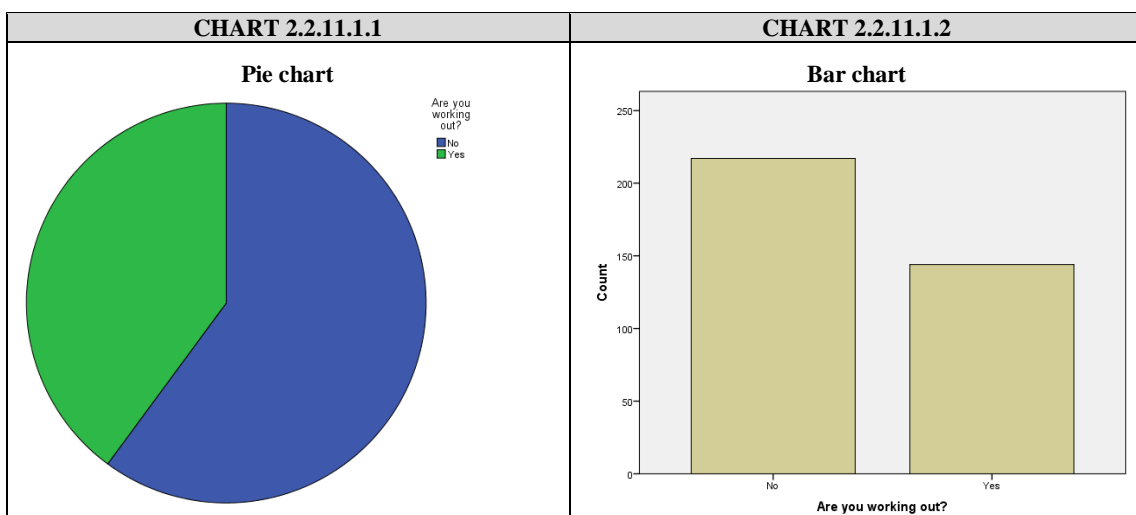 CHART 2.2.11.1.1
CHART 2.2.11.1.2
Pie chart
Are you
working
out?
No
Yes
Bar chart
250
200
150
100
50
0
Count
No
Yes
Are you working out?